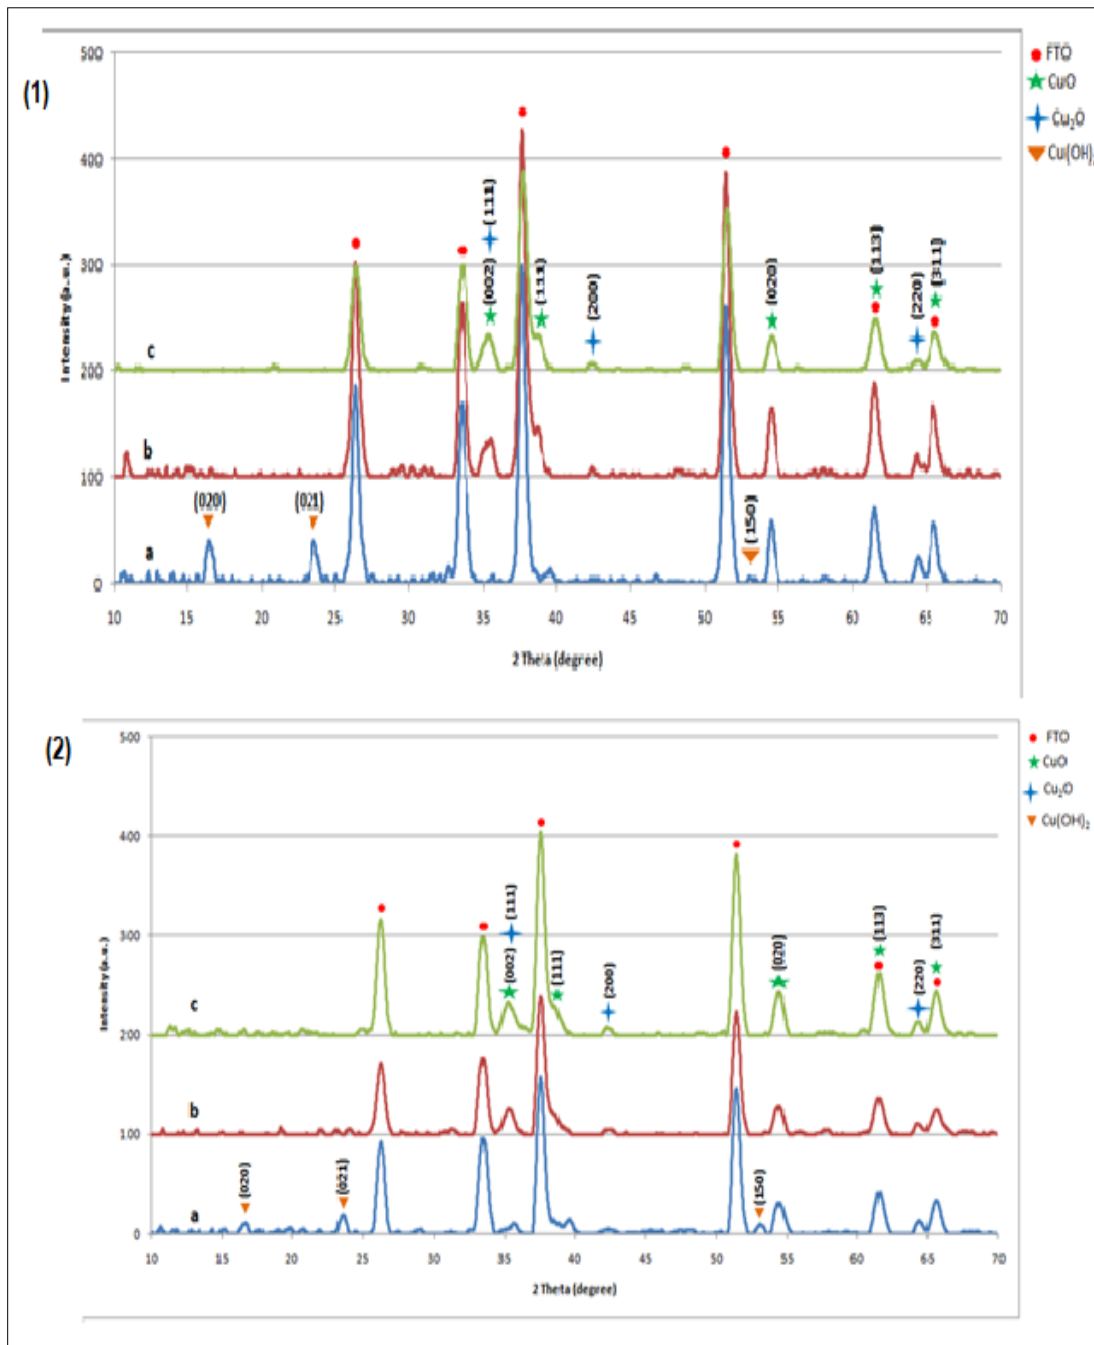 (1)
500
400
300
200
100
0
Intensity (a.u.)
FTO
CuO
Cu₂O
Cu(OH)₂
(111)
(002)
(111)
(200)
(020)
(113)
(220)
(311)
c
b
(020)
(021)
(150)
a
10 15 20 25 30 35 40 45 50 55 60 65 70
2 Theta (degree)
(2)
500
400
300
200
100
0
Intensity (a.u.)
FTO
CuO
Cu₂O
Cu(OH)₂
(111)
(002)
(111)
(200)
(020)
(113)
(220)
(311)
c
b
(020)
(021)
(150)
a
10 15 20 25 30 35 40 45 50 55 60 65 70
2 Theta (degree)